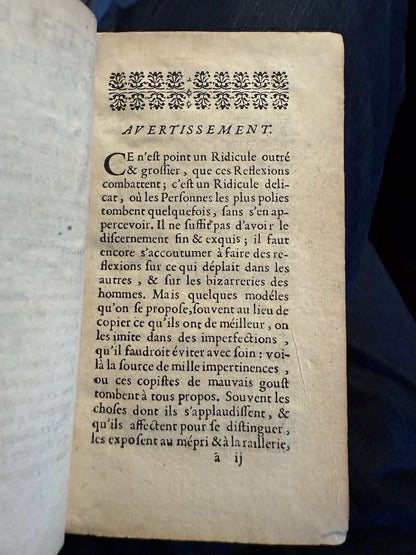 AVERTISSEMENT.
CE n'est point un Ridicule outré
& grossier, que ces Reflexions
combattent; c'est un Ridicule deli-
cat, où les Personnes les plus polies
tombent quelquefois, sans s'en ap-
percevoir. Il ne suffit pas d'avoir le
discernement fin & exquis; il faut
encore s'accoutumer à faire des re-
flexions sur ce qui déplait dans les
autres, & sur les bizarreries des
hommes. Mais quelques modéles
qu'on se propose, souvent au lieu de
copier ce qu'ils ont de méilleur, on
les imite dans des imperfections,
qu'il faudroit éviter avec soin: voi-
là la source de mille impertinences,
ou ces copistes de mauvais goust
tombent à tous propos. Souvent les
choses dont ils s'applaudissent, &
qu'ils affectent pour se distinguer,
les exposent au mépri & à la raillerie,
á ij